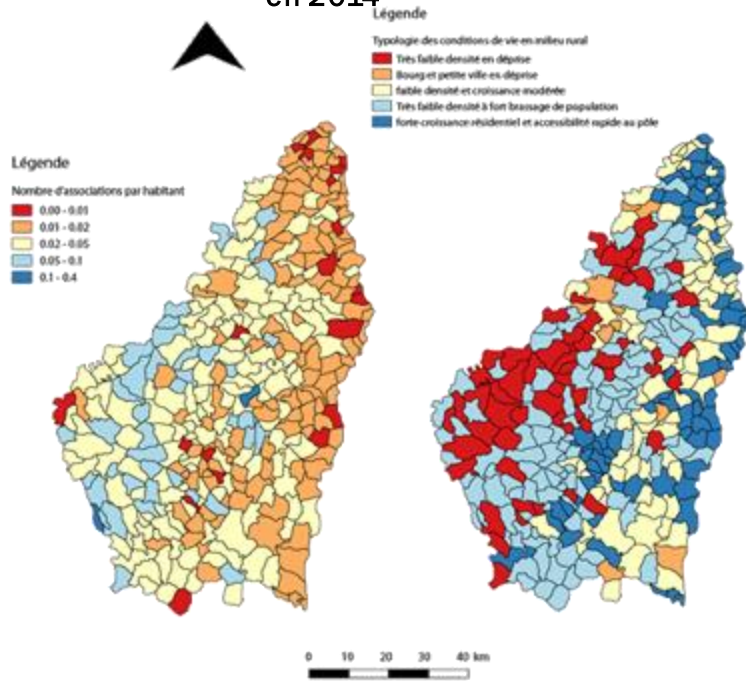 en 2014
Légende
Typologie des conditions de vie en milieu rural
Très faible densité en déprise
Bourg et petite ville en déprise
faible densité et croissance modérée
Très faible densité à fort brassage de population
forte croissance résidentiel et accessibilité rapide au pôle
Légende
Nombre d'associations par habitant
0.00 - 0.01
0.01 - 0.02
0.02 - 0.05
0.05 - 0.1
0.1 - 0.4
0 10 20 30 40 km